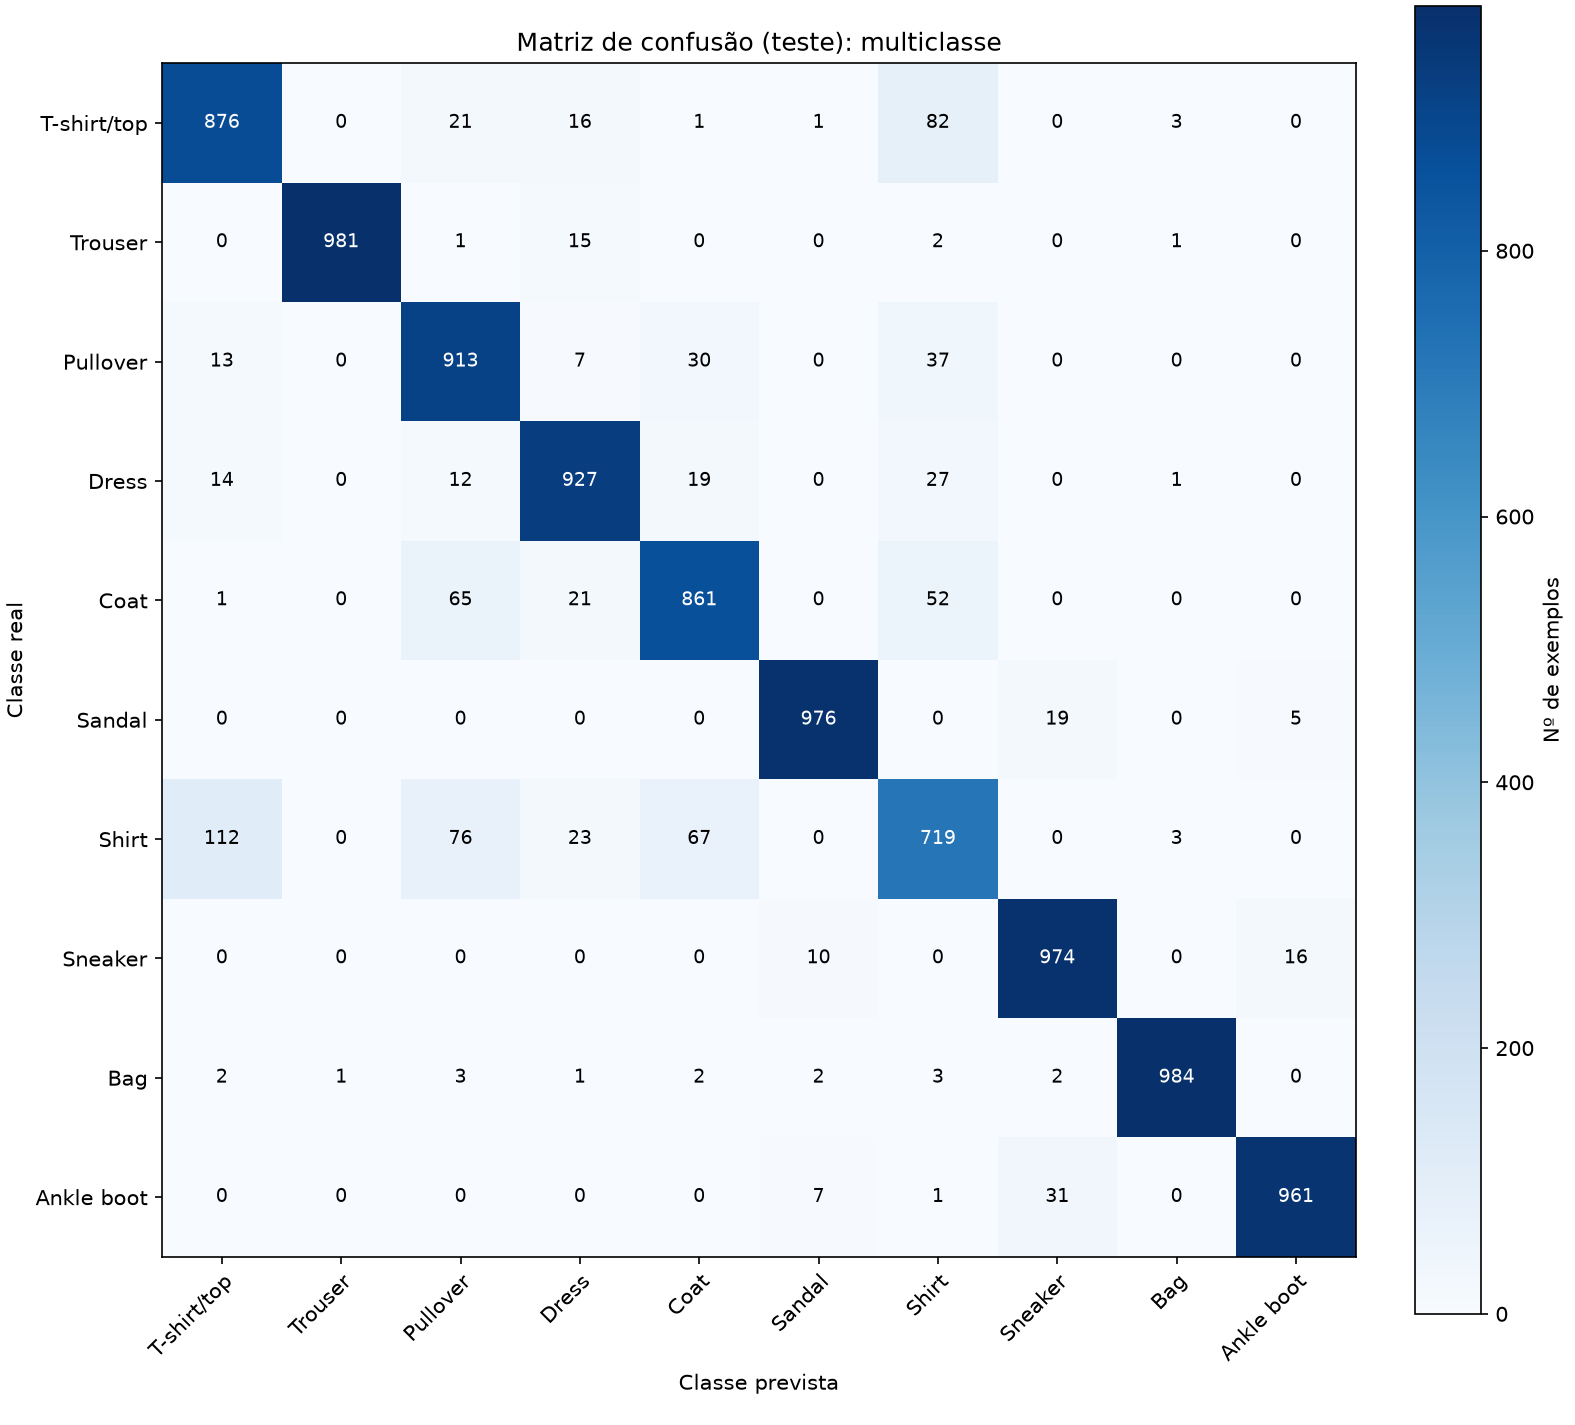 Matriz de confusão (teste): multiclasse
T-shirt/top 876 0 21 16 1 1 82 0 3 0
Trouser 0 981 1 15 0 0 2 0 1 0
Pullover 13 0 913 7 30 0 37 0 0 0
Dress 14 0 12 927 19 0 27 0 1 0
Coat 1 0 65 21 861 0 52 0 0 0
Sandal 0 0 0 0 0 976 0 19 0 5
Shirt 112 0 76 23 67 0 719 0 3 0
Sneaker 0 0 0 0 0 10 0 974 0 16
Bag 2 1 3 1 2 2 3 2 984 0
Ankle boot 0 0 0 0 0 7 1 31 0 961
T-shirt/top Trouser Pullover Dress Coat Sandal Shirt Sneaker Bag Ankle boot
Classe prevista
Classe real
800
600
400
200
0
Nº de exemplos